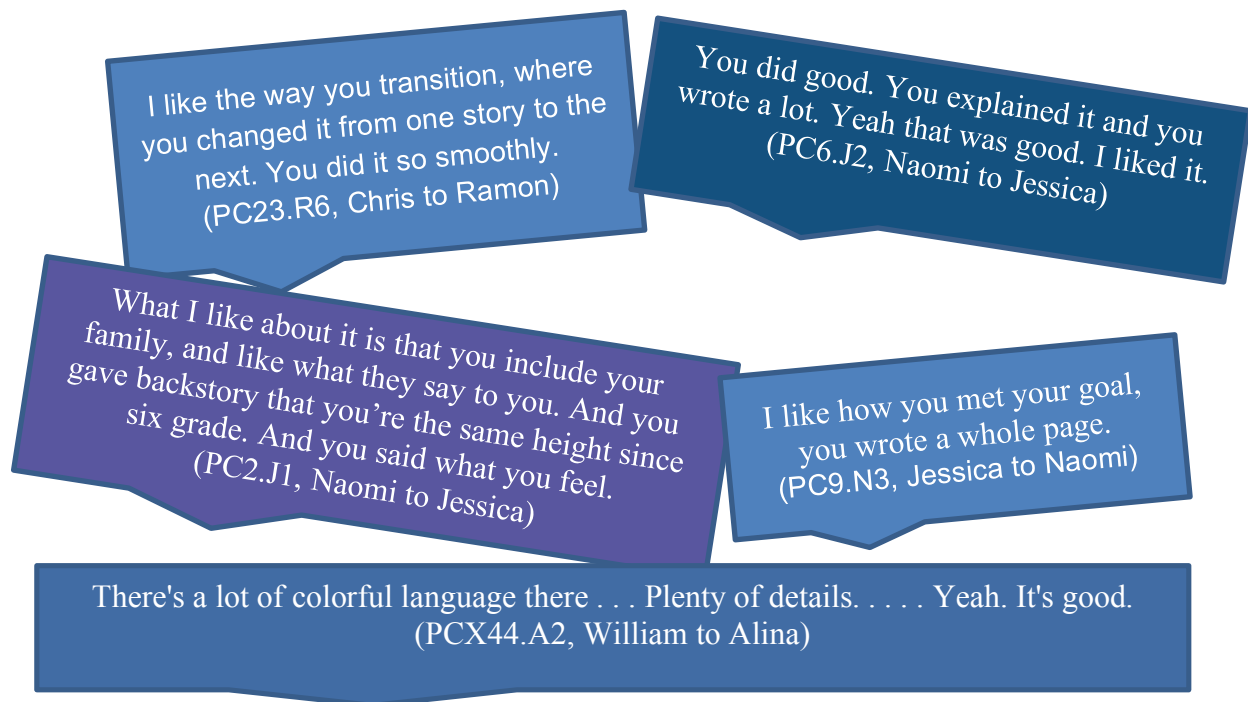 I like the way you transition, where
you changed it from one story to the
next. You did it so smoothly.
(PC23.R6, Chris to Ramon)
You did good. You explained it and you
wrote a lot. Yeah that was good. I liked it.
(PC6.J2, Naomi to Jessica)
What I like about it is that you include your
family, and like what they say to you. And you
gave backstory that you’re the same height since
six grade. And you said what you feel.
(PC2.J1, Naomi to Jessica)
I like how you met your goal,
you wrote a whole page.
(PC9.N3, Jessica to Naomi)
There's a lot of colorful language there . . . Plenty of details. . . . . Yeah. It's good.
(PCX44.A2, William to Alina)